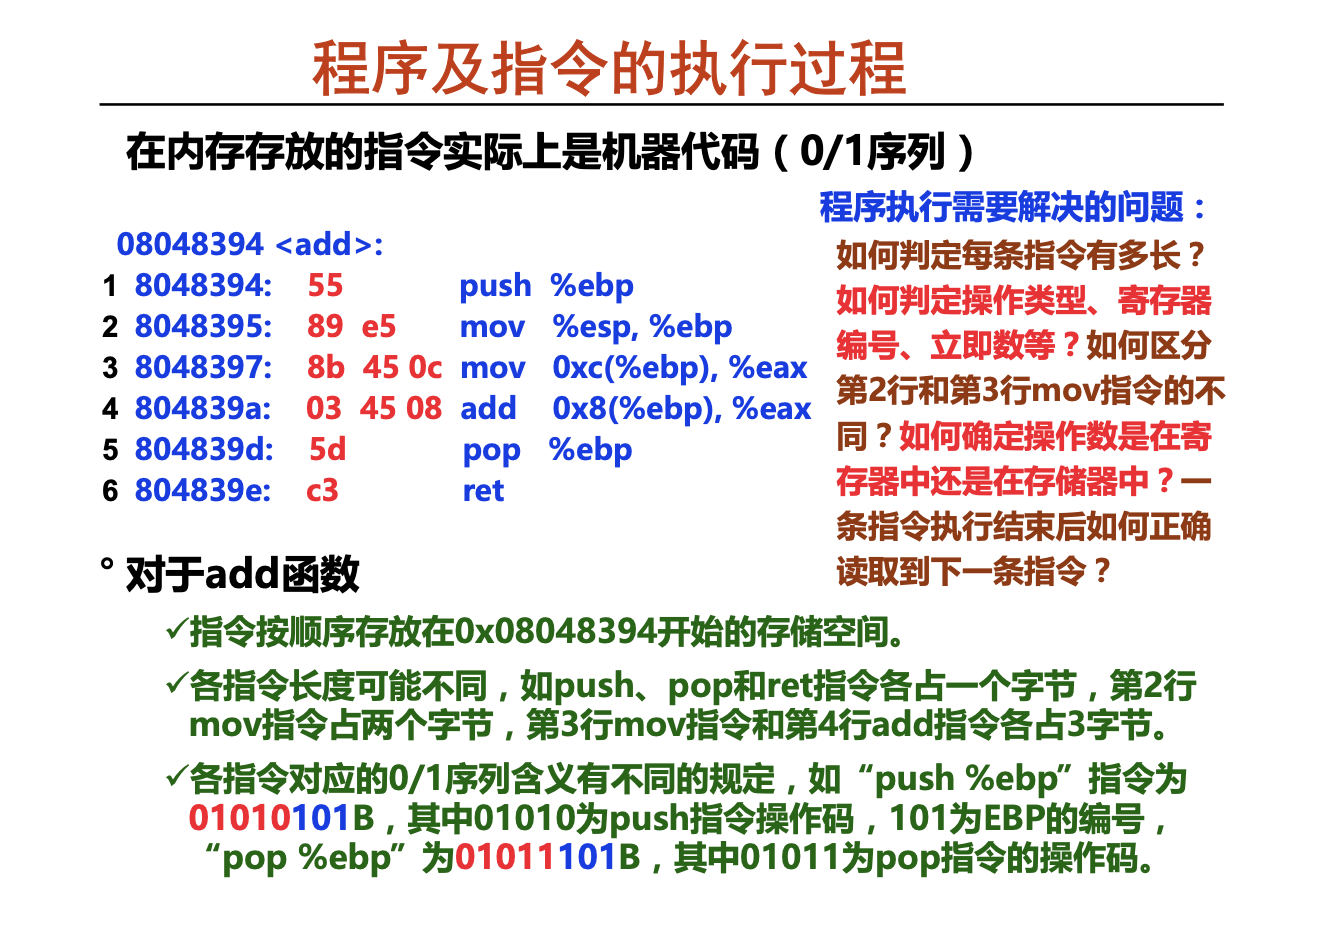 程序及指令的执行过程
在内存存放的指令实际上是机器代码（0/1序列）
08048394 <add>:
1 8048394: 55 push %ebp
2 8048395: 89 e5 mov %esp, %ebp
3 8048397: 8b 45 0c mov 0xc(%ebp), %eax
4 804839a: 03 45 08 add 0x8(%ebp), %eax
5 804839d: 5d pop %ebp
6 804839e: c3 ret
程序执行需要解决的问题：
如何判定每条指令有多长？
如何判定操作类型、寄存器
编号、立即数等？如何区分
第2行和第3行mov指令的不
同？如何确定操作数是在寄
存器中还是在存储器中？一
条指令执行结束后如何正确
读取到下一条指令？
° 对于add函数
✓指令按顺序存放在0x08048394开始的存储空间。
✓各指令长度可能不同，如push、pop和ret指令各占一个字节，第2行
mov指令占两个字节，第3行mov指令和第4行add指令各占3字节。
✓各指令对应的0/1序列含义有不同的规定，如“push %ebp”指令为
01010101B，其中01010为push指令操作码，101为EBP的编号，
“pop %ebp”为01011101B，其中01011为pop指令的操作码。